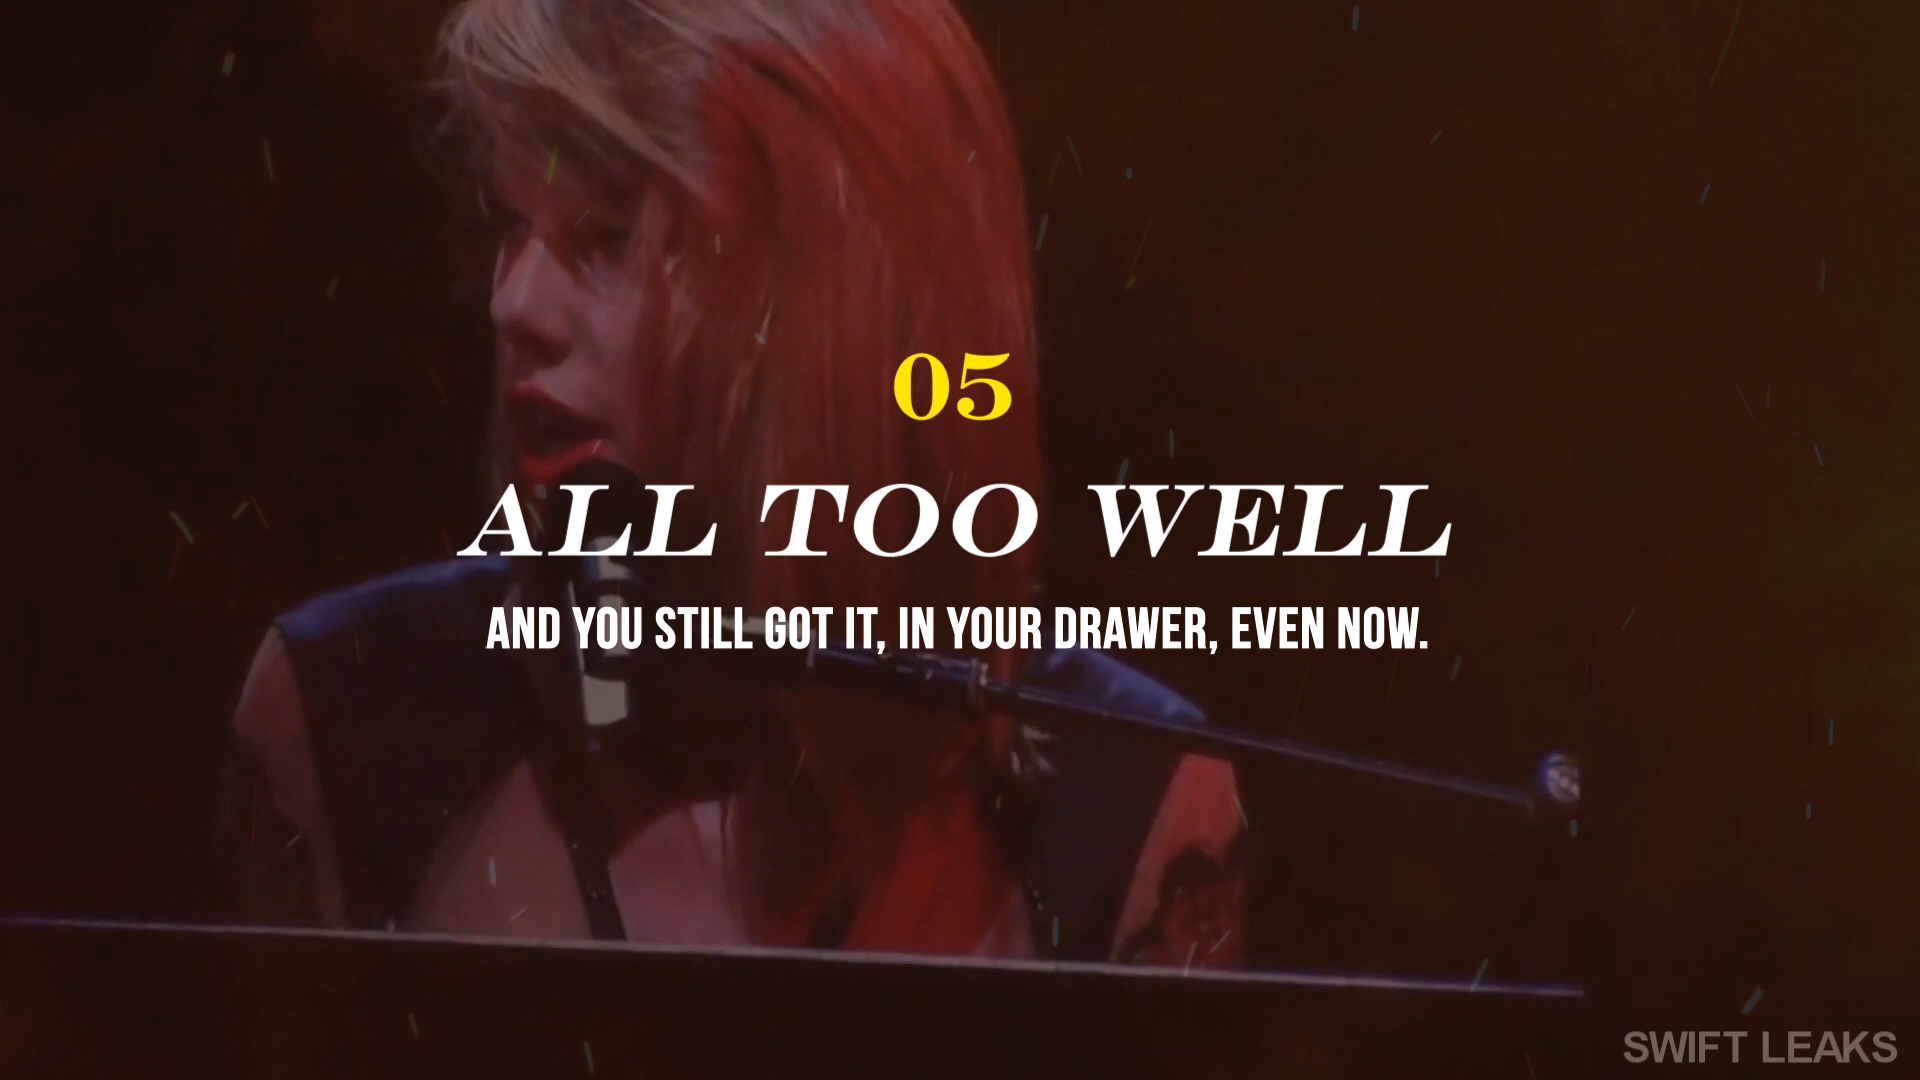 05
ALL TOO WELL
AND YOU STILL GOT IT, IN YOUR DRAWER, EVEN NOW.
SWIFT LEAKS